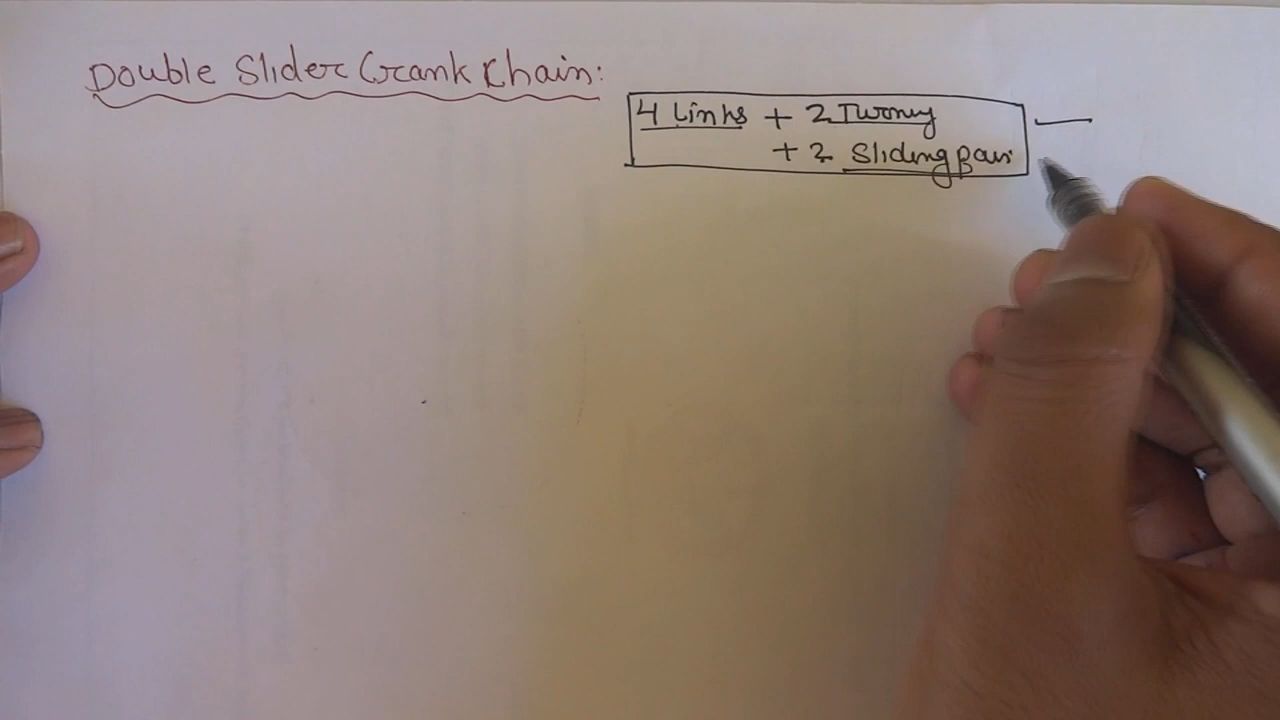 Double Slider Crank Chain:
4 Links + 2 Turning
+ 2 Sliding pair